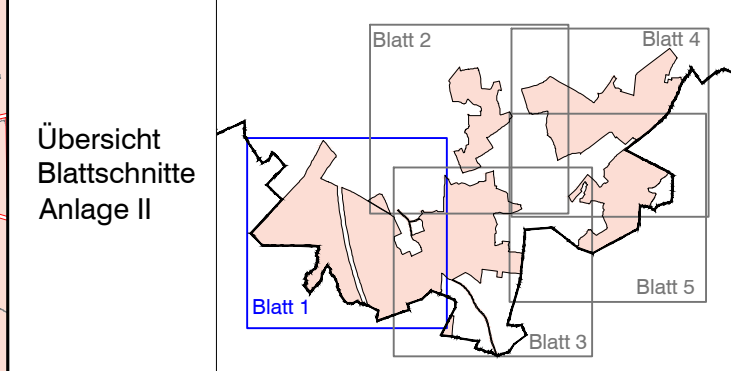 Übersicht
Blattschnitte
Anlage II
Blatt 2
Blatt 4
Blatt 1
Blatt 5
Blatt 3